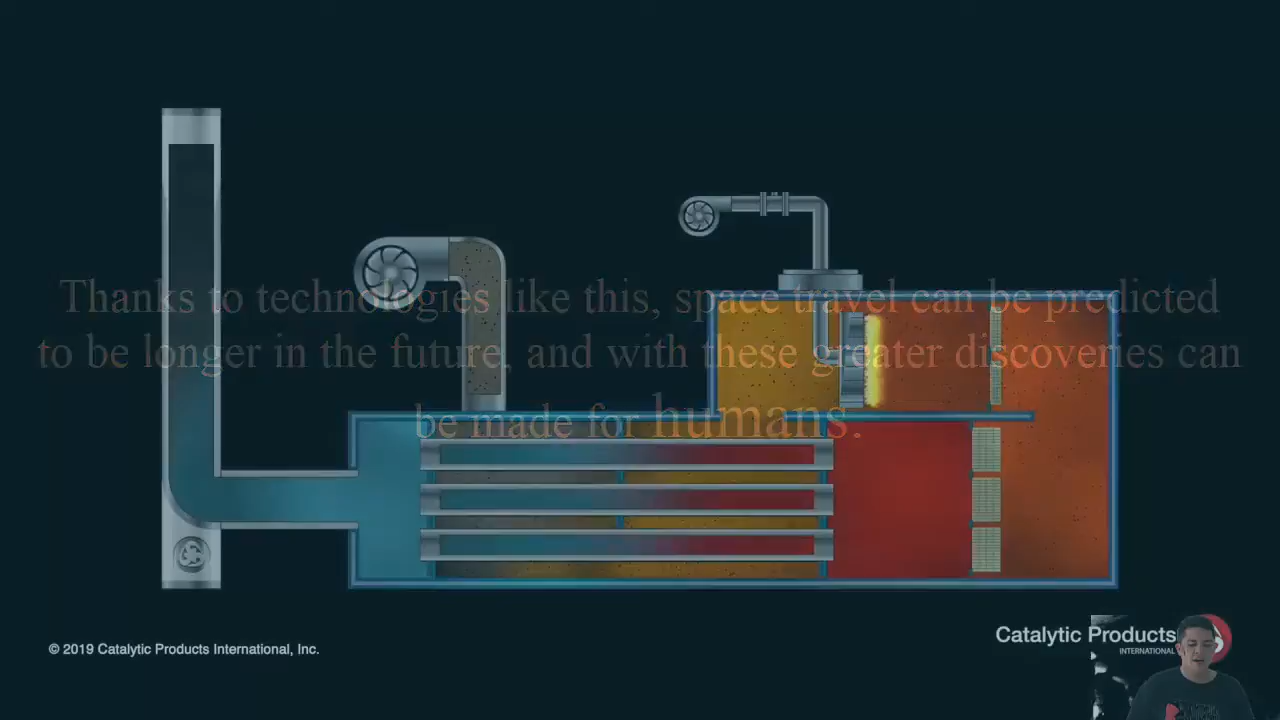 Thanks to technologies like this, space travel can be predicted
to be longer in the future, and with these greater discoveries can
be made for humans.
© 2019 Catalytic Products International, Inc.
Catalytic Products
INTERNATIONAL